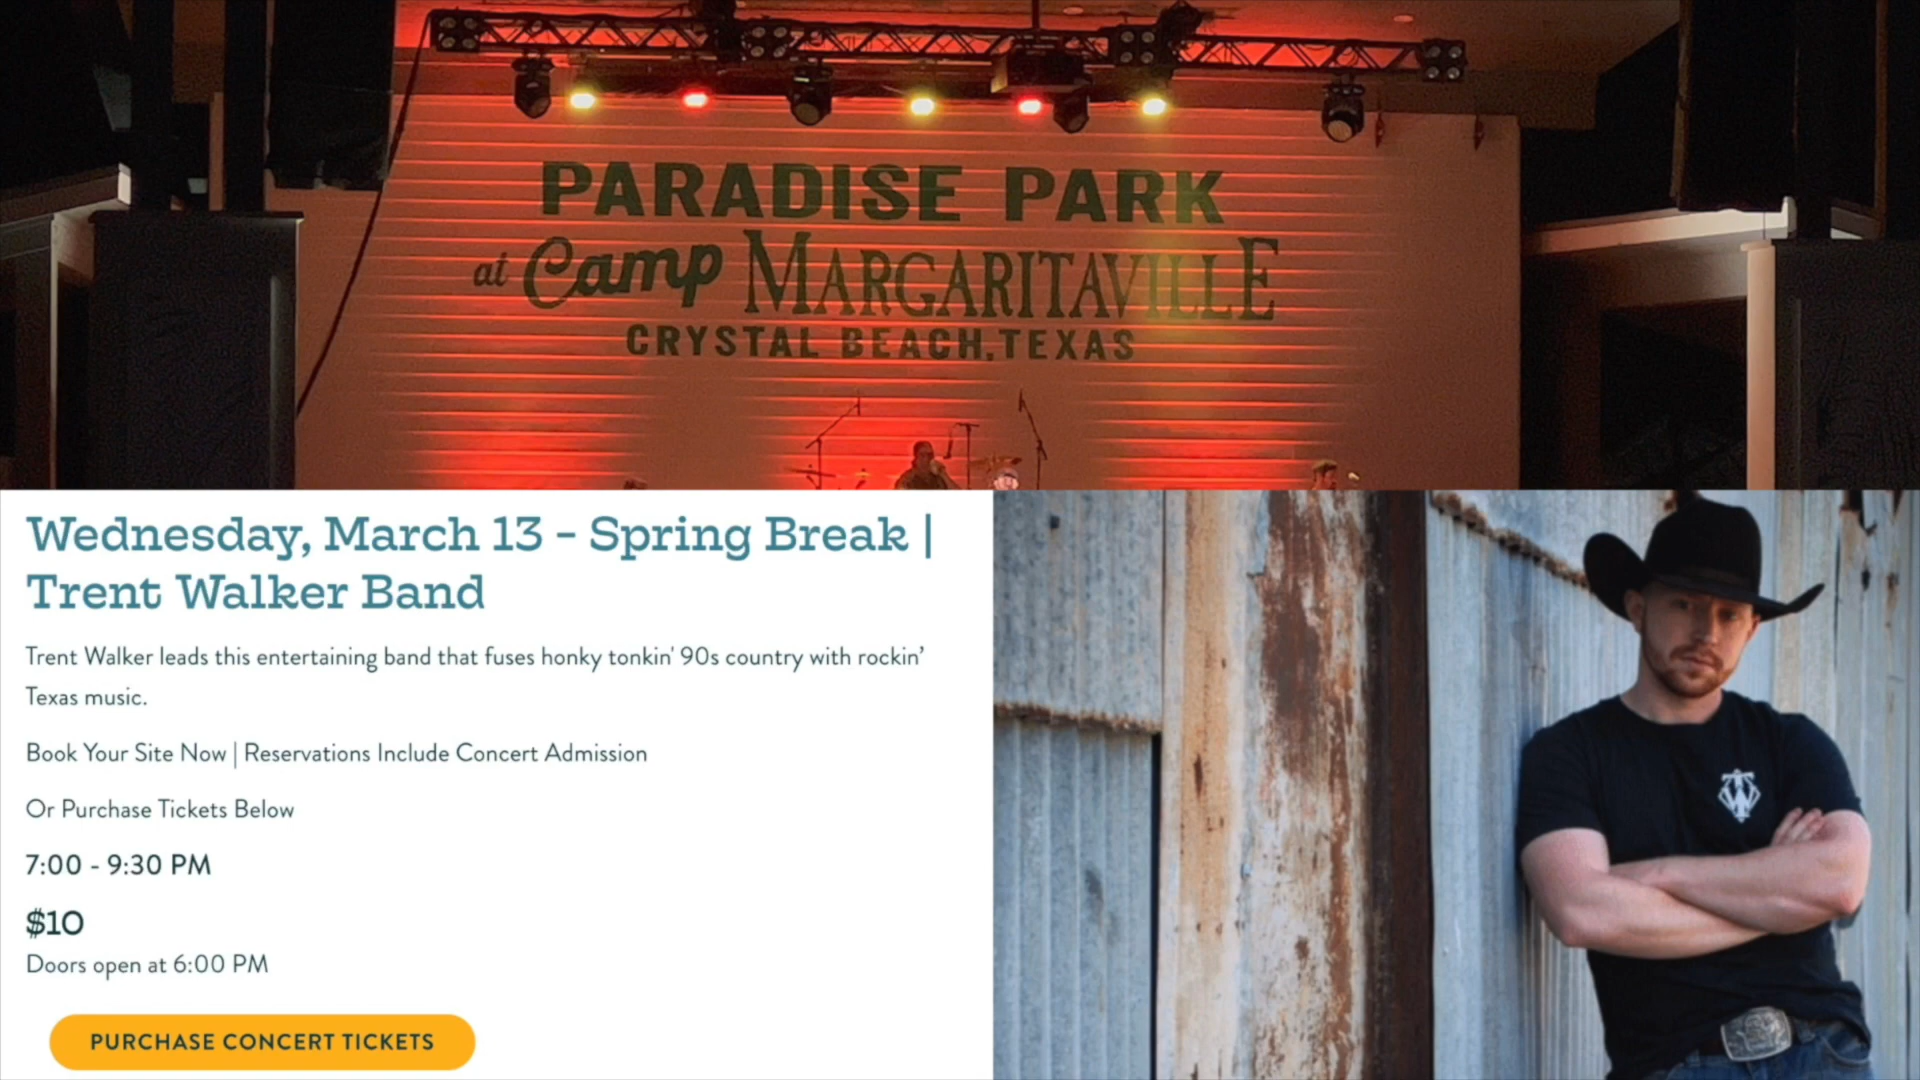 PARADISE PARK
at Camp MARGARITAVILLE
CRYSTAL BEACH, TEXAS
Wednesday, March 13 - Spring Break |
Trent Walker Band
Trent Walker leads this entertaining band that fuses honky tonkin' 90s country with rockin'
Texas music.
Book Your Site Now | Reservations Include Concert Admission
Or Purchase Tickets Below
7:00 - 9:30 PM
$10
Doors open at 6:00 PM
PURCHASE CONCERT TICKETS